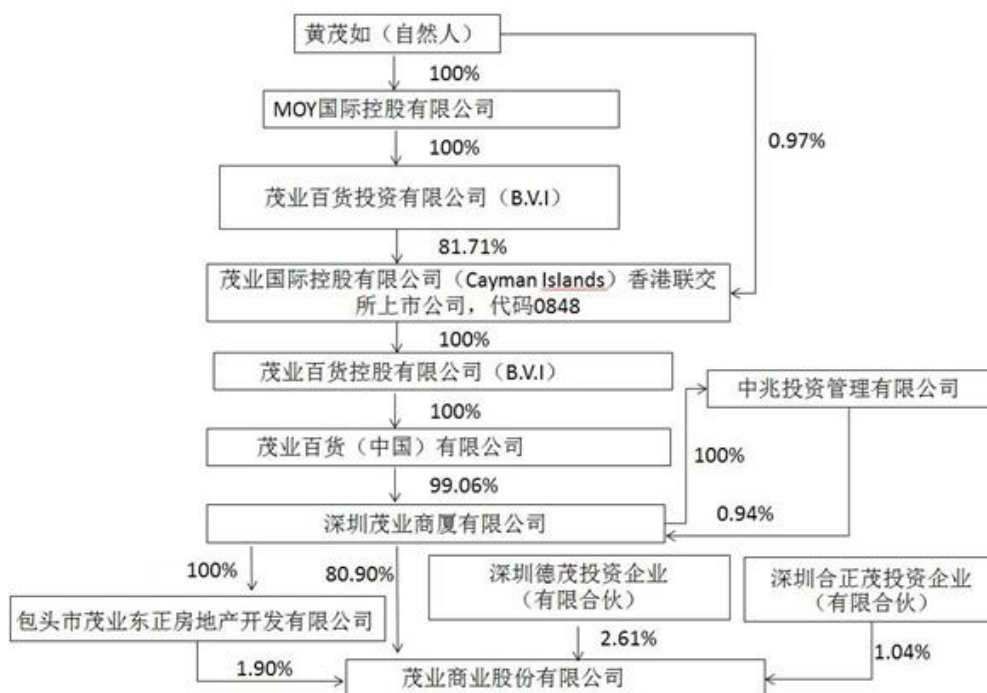 黄茂如（自然人）
100%
MOY国际控股有限公司
100%
0.97%
茂业百货投资有限公司（B.V.I）
81.71%
茂业国际控股有限公司（Cayman Islands）香港联交
所上市公司，代码0848
100%
茂业百货控股有限公司（B.V.I）
中兆投资管理有限公司
100%
茂业百货（中国）有限公司
100%
99.06%
0.94%
深圳茂业商厦有限公司
100%
80.90%
深圳德茂投资企业
（有限合伙）
深圳合正茂投资企业
（有限合伙）
包头市茂业东正房地产开发有限公司
2.61%
1.04%
1.90%
茂业商业股份有限公司